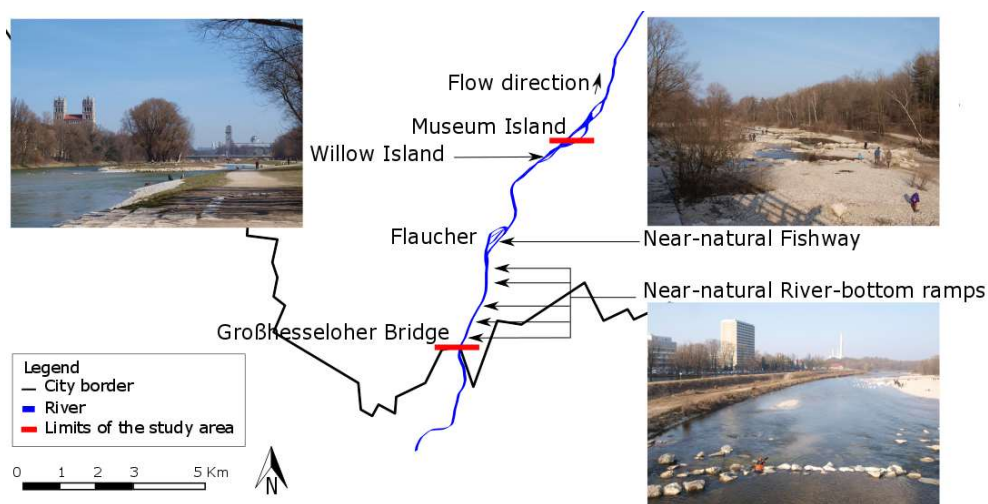 Flow direction
Museum Island
Willow Island
Flaucher
Near-natural Fishway
Near-natural River-bottom ramps
Großhesseloher Bridge
Legend
City border
River
Limits of the study area
0 1 2 3 5 Km
N